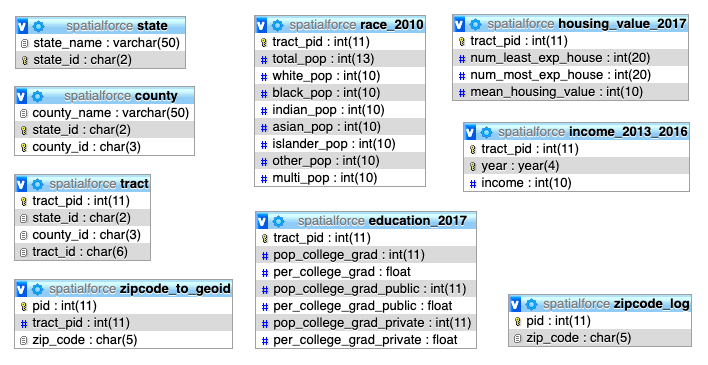 spatialforce state
state_name : varchar(50)
state_id : char(2)
spatialforce county
county_name : varchar(50)
state_id : char(2)
county_id : char(3)
spatialforce tract
tract_pid : int(11)
state_id : char(2)
county_id : char(3)
tract_id : char(6)
spatialforce zipcode_to_geoid
pid : int(11)
tract_pid : int(11)
zip_code : char(5)
spatialforce race_2010
tract_pid : int(11)
total_pop : int(13)
white_pop : int(10)
black_pop : int(10)
indian_pop : int(10)
asian_pop : int(10)
islander_pop : int(10)
other_pop : int(10)
multi_pop : int(10)
spatialforce education_2017
tract_pid : int(11)
pop_college_grad : int(11)
per_college_grad : float
pop_college_grad_public : int(11)
per_college_grad_public : float
pop_college_grad_private : int(11)
per_college_grad_private : float
spatialforce housing_value_2017
tract_pid : int(11)
num_least_exp_house : int(20)
num_most_exp_house : int(20)
mean_housing_value : int(10)
spatialforce income_2013_2016
tract_pid : int(11)
year : year(4)
income : int(10)
spatialforce zipcode_log
pid : int(11)
zip_code : char(5)